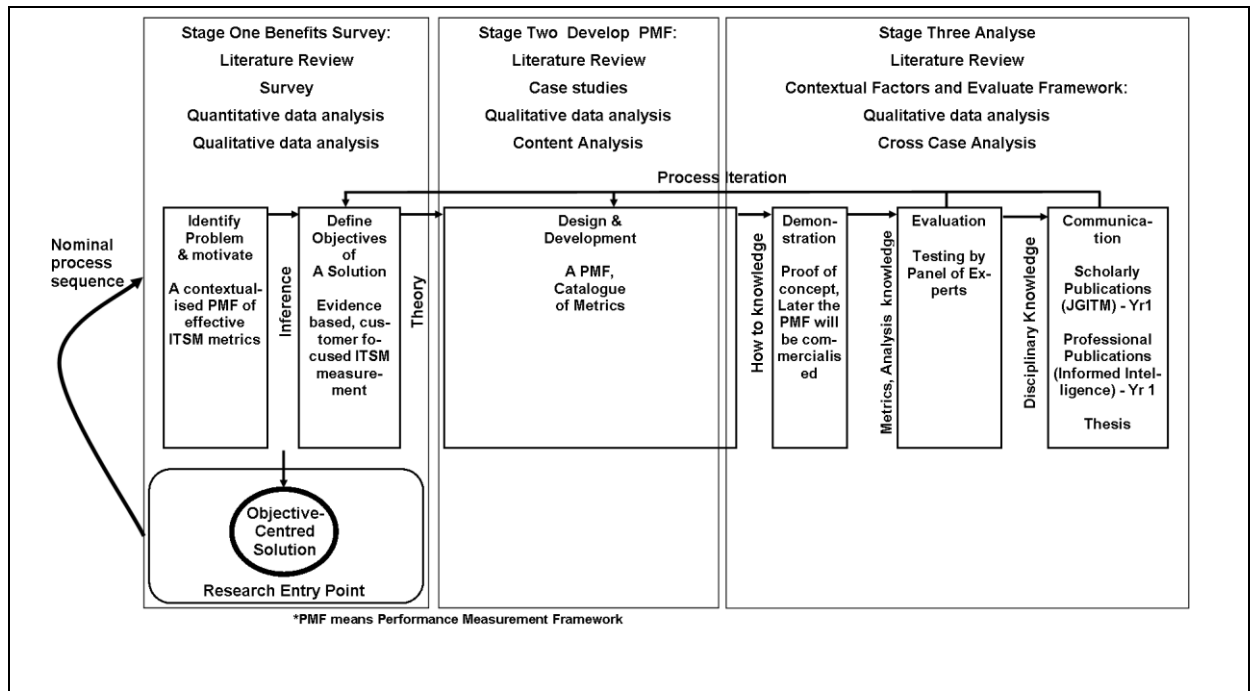 Stage One Benefits Survey:
Literature Review
Survey
Quantitative data analysis
Qualitative data analysis
Stage Two Develop PMF:
Literature Review
Case studies
Qualitative data analysis
Content Analysis
Stage Three Analyse
Literature Review
Contextual Factors and Evaluate Framework:
Qualitative data analysis
Cross Case Analysis
Process Iteration
Nominal
process
sequence
Identify
Problem
& motivate
A contextual-
ised PMF of
effective
ITSM metrics
Inference
Define
Objectives
of
A Solution
Evidence
based, cus-
tomer fo-
cused ITSM
measure-
ment
Theory
Design &
Development
A PMF,
Catalogue
of Metrics
How to knowledge
Demon-
stration
Proof of
concept,
Later the
PMF will
be com-
mercialis
ed
Metrics, Analysis knowledge
Evaluation
Testing by
Panel of Ex-
perts
Disciplinary Knowledge
Communica-
tion
Scholarly
Publications
(JGITM) - Yr1
Professional
Publications
(Informed Intel-
ligence) - Yr 1
Thesis
Objective-
Centred
Solution
Research Entry Point
*PMF means Performance Measurement Framework